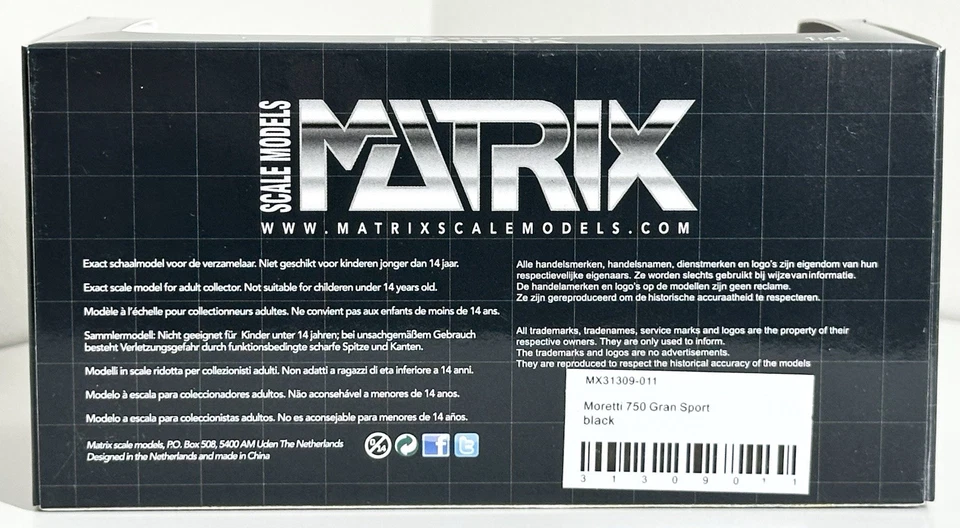 1:43
SCALE MODELS
MATRIX
WWW.MATRIXSCALEMODELS.COM
Exact schaalmodel voor de verzamelaar. Niet geschikt voor kinderen jonger dan 14 jaar.
Exact scale model for adult collector. Not suitable for childeren under 14 years old.
Modèle à l'échelle pour collectionneurs adultes. Ne convient pas aux enfants de moins de 14 ans.
Sammlermodell: Nicht geeignet für Kinder unter 14 jahren; bei unsachgemäßem Gebrauch
besteht Verletzungsgefahr durch funktionsbedingte scharfe Spitze und Kanten.
Modelli in scale ridotta per collezionisti adulti. Non adatti a ragazzi di eta inferiore a 14 anni.
Modelo à escala para coleccionadores adultos. Não aconsehável a menores de 14 anos.
Modelo a escala para coleccionistas adultos. No es aconsejable para menores de 14 años.
Matrix scale models, P.O. Box 508, 5400 AM Uden The Netherlands
Designed in the Netherlands and made in China
0/14
f
t
Alle handelsmerken, handelsnamen, dienstmerken en logo's zijn eigendom van hun
respectievelijke eigenaars. Ze worden slechts gebruikt bij wijze van informatie.
De handelamerken en logo's op de modellen zijn geen reclame.
Ze zijn gereproduceerd om de historische accuraatheid te respecteren.
All trademarks, tradenames, service marks and logos are the property of their
respective owners. They are only used to inform.
The trademarks and logos are no advertisements.
They are reproduced to respect the historical accuracy of the models
MX31309-011
Moretti 750 Gran Sport
black
31309011